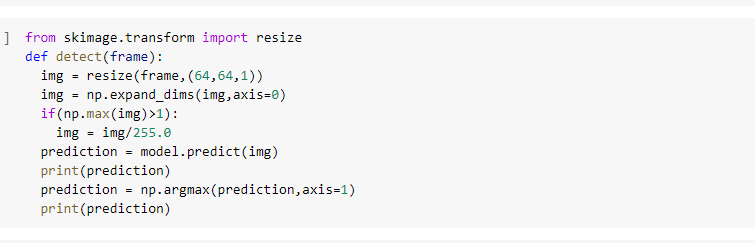 ] from skimage.transform import resize
def detect(frame):
  img = resize(frame,(64,64,1))
  img = np.expand_dims(img,axis=0)
  if(np.max(img)>1):
    img = img/255.0
  prediction = model.predict(img)
  print(prediction)
  prediction = np.argmax(prediction,axis=1)
  print(prediction)